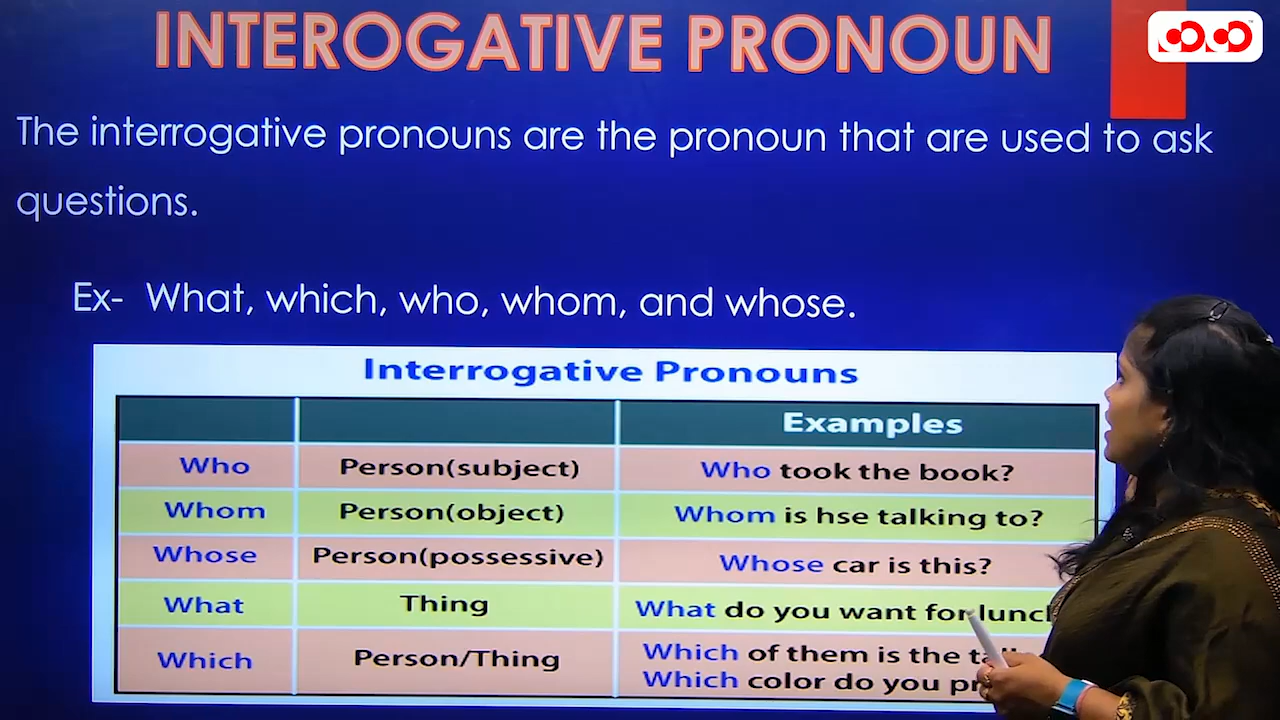 INTEROGATIVE PRONOUN
The interrogative pronouns are the pronoun that are used to ask
questions.
Ex- What, which, who, whom, and whose.
Interrogative Pronouns
Examples
Who Person(subject) Who took the book?
Whom Person(object) Whom is hse talking to?
Whose Person(possessive) Whose car is this?
What Thing What do you want for
Which Person/Thing Which of them is the
Which color do you